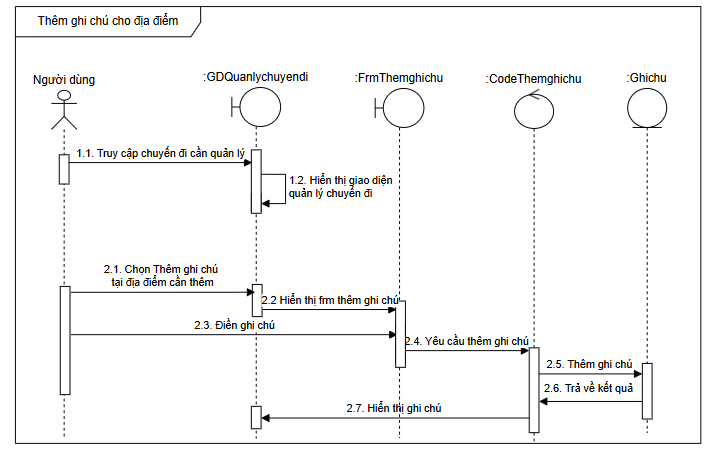 Thêm ghi chú cho địa điểm
Người dùng
:GDQuanlychuyendi
:FrmThemghichu
:CodeThemghichu
:Ghichu
1.1. Truy cập chuyến đi cần quản lý
1.2. Hiển thị giao diện
quản lý chuyến đi
2.1. Chọn Thêm ghi chú
tại địa điểm cần thêm
2.2 Hiển thị frm thêm ghi chú
2.3. Điền ghi chú
2.4. Yêu cầu thêm ghi chú
2.5. Thêm ghi chú
2.6. Trả về kết quả
2.7. Hiển thị ghi chú